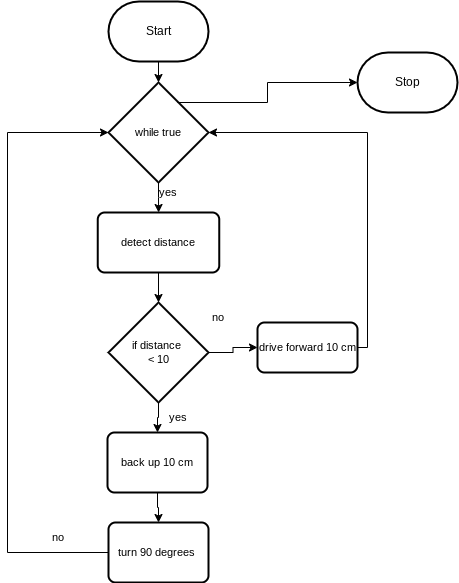 Start
Stop
while true
yes
detect distance
no
if distance
< 10
drive forward 10 cm
yes
back up 10 cm
no
turn 90 degrees